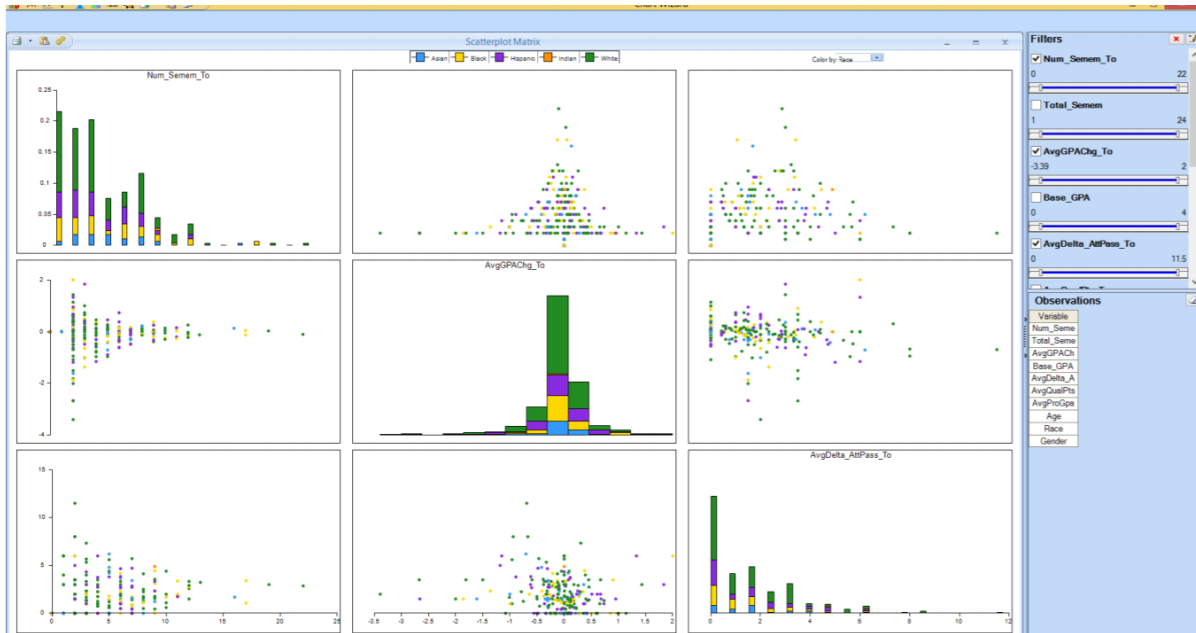 Chart Wizard
Scatterplot Matrix
Asian Black Hispanic Indian White
Color by: Race
Num_Semem_To
0.25
0.2
0.15
0.1
0.05
0
AvgGPAChg_To
2
0
-2
-4
AvgDelta_AttPass_To
15
10
5
0
0 5 10 15 20 25
-3.5 -3 -2.5 -2 -1.5 -1 -0.5 0 0.5 1 1.5 2
0 2 4 6 8 10 12
Filters
Num_Semem_To
0 22
Total_Semem
1 24
AvgGPAChg_To
-3.39 2
Base_GPA
0 4
AvgDelta_AttPass_To
0 11.5
Observations
Variable
Num_Seme
Total_Seme
AvgGPACh
Base_GPA
AvgDelta_A
AvgQualPts
AvgProGpa
Age
Race
Gender